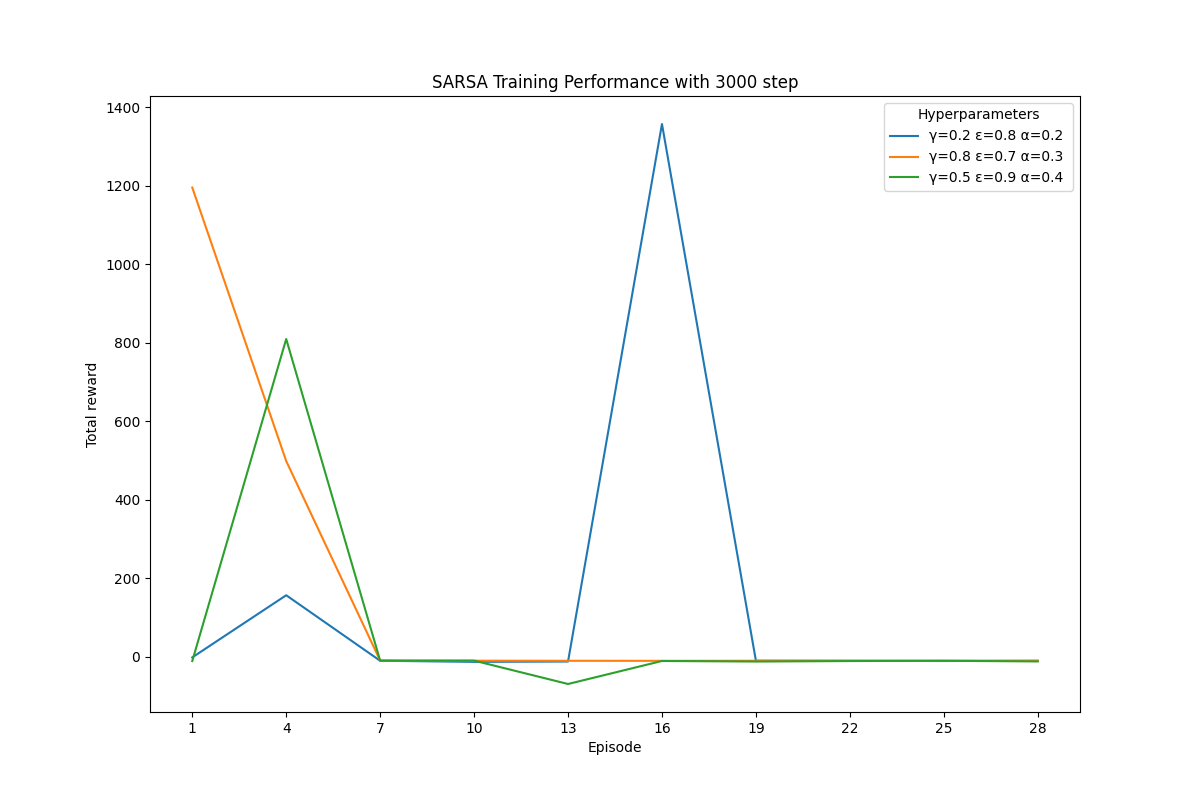 SARSA Training Performance with 3000 step
Hyperparameters
γ=0.2 ε=0.8 α=0.2
γ=0.8 ε=0.7 α=0.3
γ=0.5 ε=0.9 α=0.4
Total reward
1400
1200
1000
800
600
400
200
0
1 4 7 10 13 16 19 22 25 28
Episode